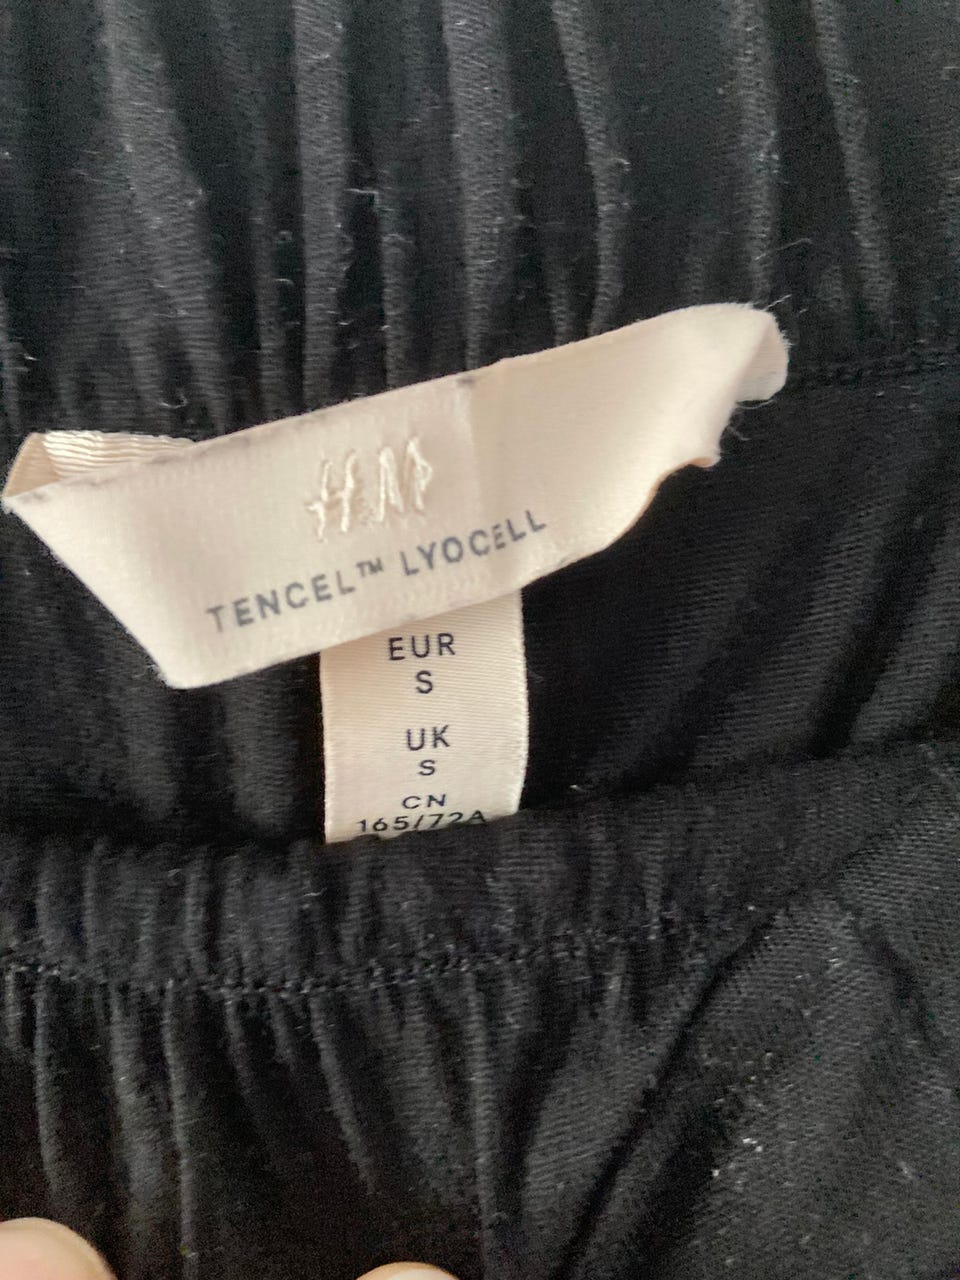 H&M
TENCEL™ LYOCELL
EUR
S
UK
S
CN
165/72A